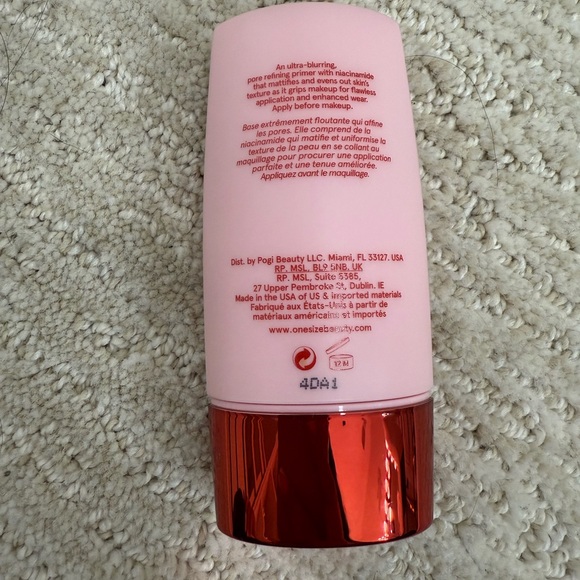 An ultra-blurring,
pore refining primer with niacinamide
that mattifies and evens out skin's
texture as it grips makeup for flawless
application and enhanced wear.
Apply before makeup.
Base extrêmement floutante qui affine
les pores. Elle comprend de la
niacinamide qui matifie et uniformise la
texture de la peau en se collant au
maquillage pour procurer une application
parfaite et une tenue améliorée.
Appliquez avant le maquillage.
Dist. by Pogi Beauty LLC. Miami, FL 33127. USA
RP. MSL, BL9 5NB, UK
RP. MSL, Suite 3385,
27 Upper Pembroke St, Dublin. IE
Made in the USA of US & imported materials
Fabriqué aux États-Unis à partir de
matériaux américains et importés
www.onesizebeauty.com
12 M
4DA1